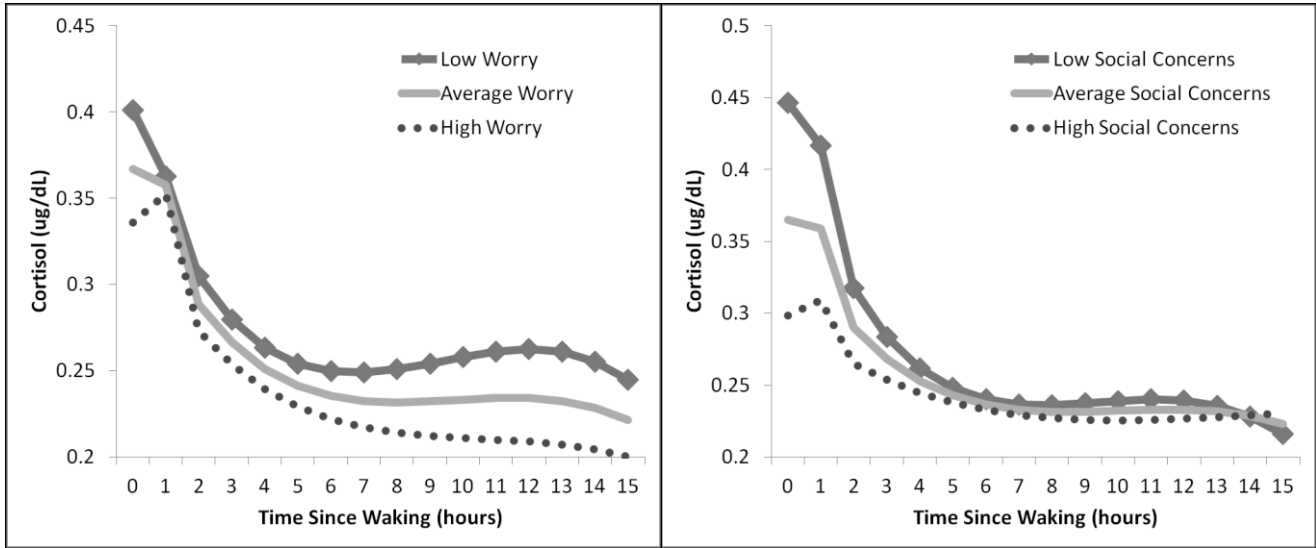 0.45
0.4
0.35
0.3
0.25
0.2
Cortisol (ug/dL)
Low Worry
Average Worry
High Worry
0 1 2 3 4 5 6 7 8 9 10 11 12 13 14 15
Time Since Waking (hours)
0.5
0.45
0.4
0.35
0.3
0.25
0.2
Cortisol (ug/dL)
Low Social Concerns
Average Social Concerns
High Social Concerns
0 1 2 3 4 5 6 7 8 9 10 11 12 13 14 15
Time Since Waking (hours)